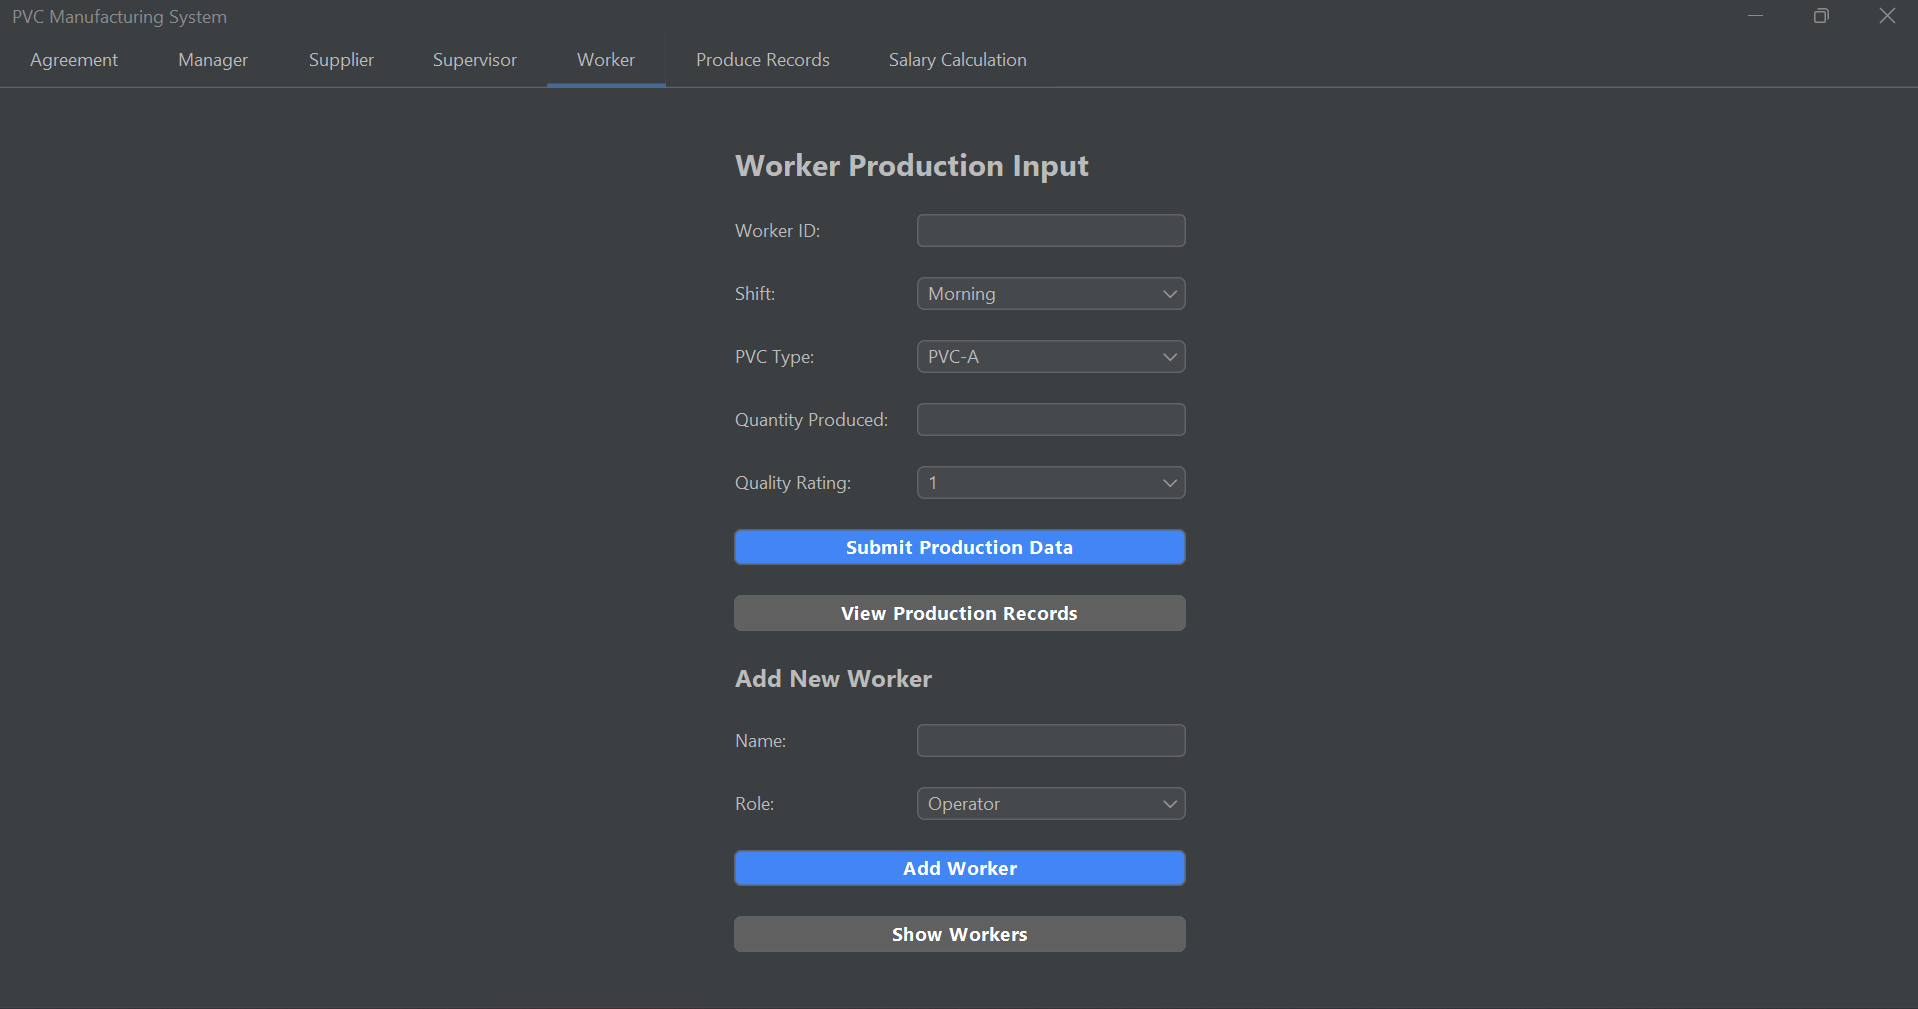 PVC Manufacturing System
Agreement Manager Supplier Supervisor Worker Produce Records Salary Calculation
Worker Production Input
Worker ID:
Shift: Morning
PVC Type: PVC-A
Quantity Produced:
Quality Rating: 1
Submit Production Data
View Production Records
Add New Worker
Name:
Role: Operator
Add Worker
Show Workers